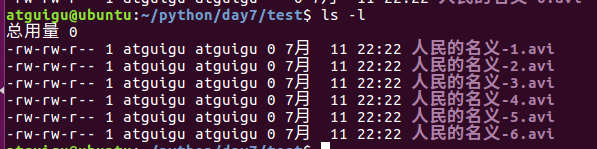 atguigu@ubuntu:~/python/day7/test$ ls -l
总用量 0
-rw-rw-r-- 1 atguigu atguigu 0 7月  11 22:22 人民的名义-1.avi
-rw-rw-r-- 1 atguigu atguigu 0 7月  11 22:22 人民的名义-2.avi
-rw-rw-r-- 1 atguigu atguigu 0 7月  11 22:22 人民的名义-3.avi
-rw-rw-r-- 1 atguigu atguigu 0 7月  11 22:22 人民的名义-4.avi
-rw-rw-r-- 1 atguigu atguigu 0 7月  11 22:22 人民的名义-5.avi
-rw-rw-r-- 1 atguigu atguigu 0 7月  11 22:22 人民的名义-6.avi
atguigu@ubuntu:~/python/day7/test$